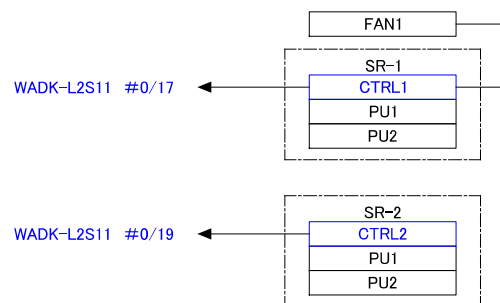 FAN1
SR-1
WADK-L2S11 #0/17
CTRL1
PU1
PU2
SR-2
WADK-L2S11 #0/19
CTRL2
PU1
PU2